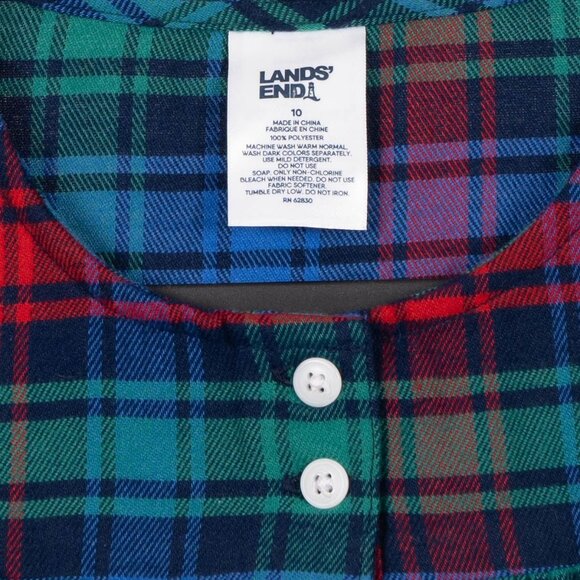 LANDS'
END
10
MADE IN CHINA
FABRIQUÉ EN CHINE
100% POLYESTER
MACHINE WASH WARM NORMAL.
WASH DARK COLORS SEPARATELY.
USE MILD DETERGENT.
DO NOT USE
SOAP. ONLY NON-CHLORINE
BLEACH WHEN NEEDED. DO NOT USE
FABRIC SOFTENER.
TUMBLE DRY LOW. DO NOT IRON.
RN 62830